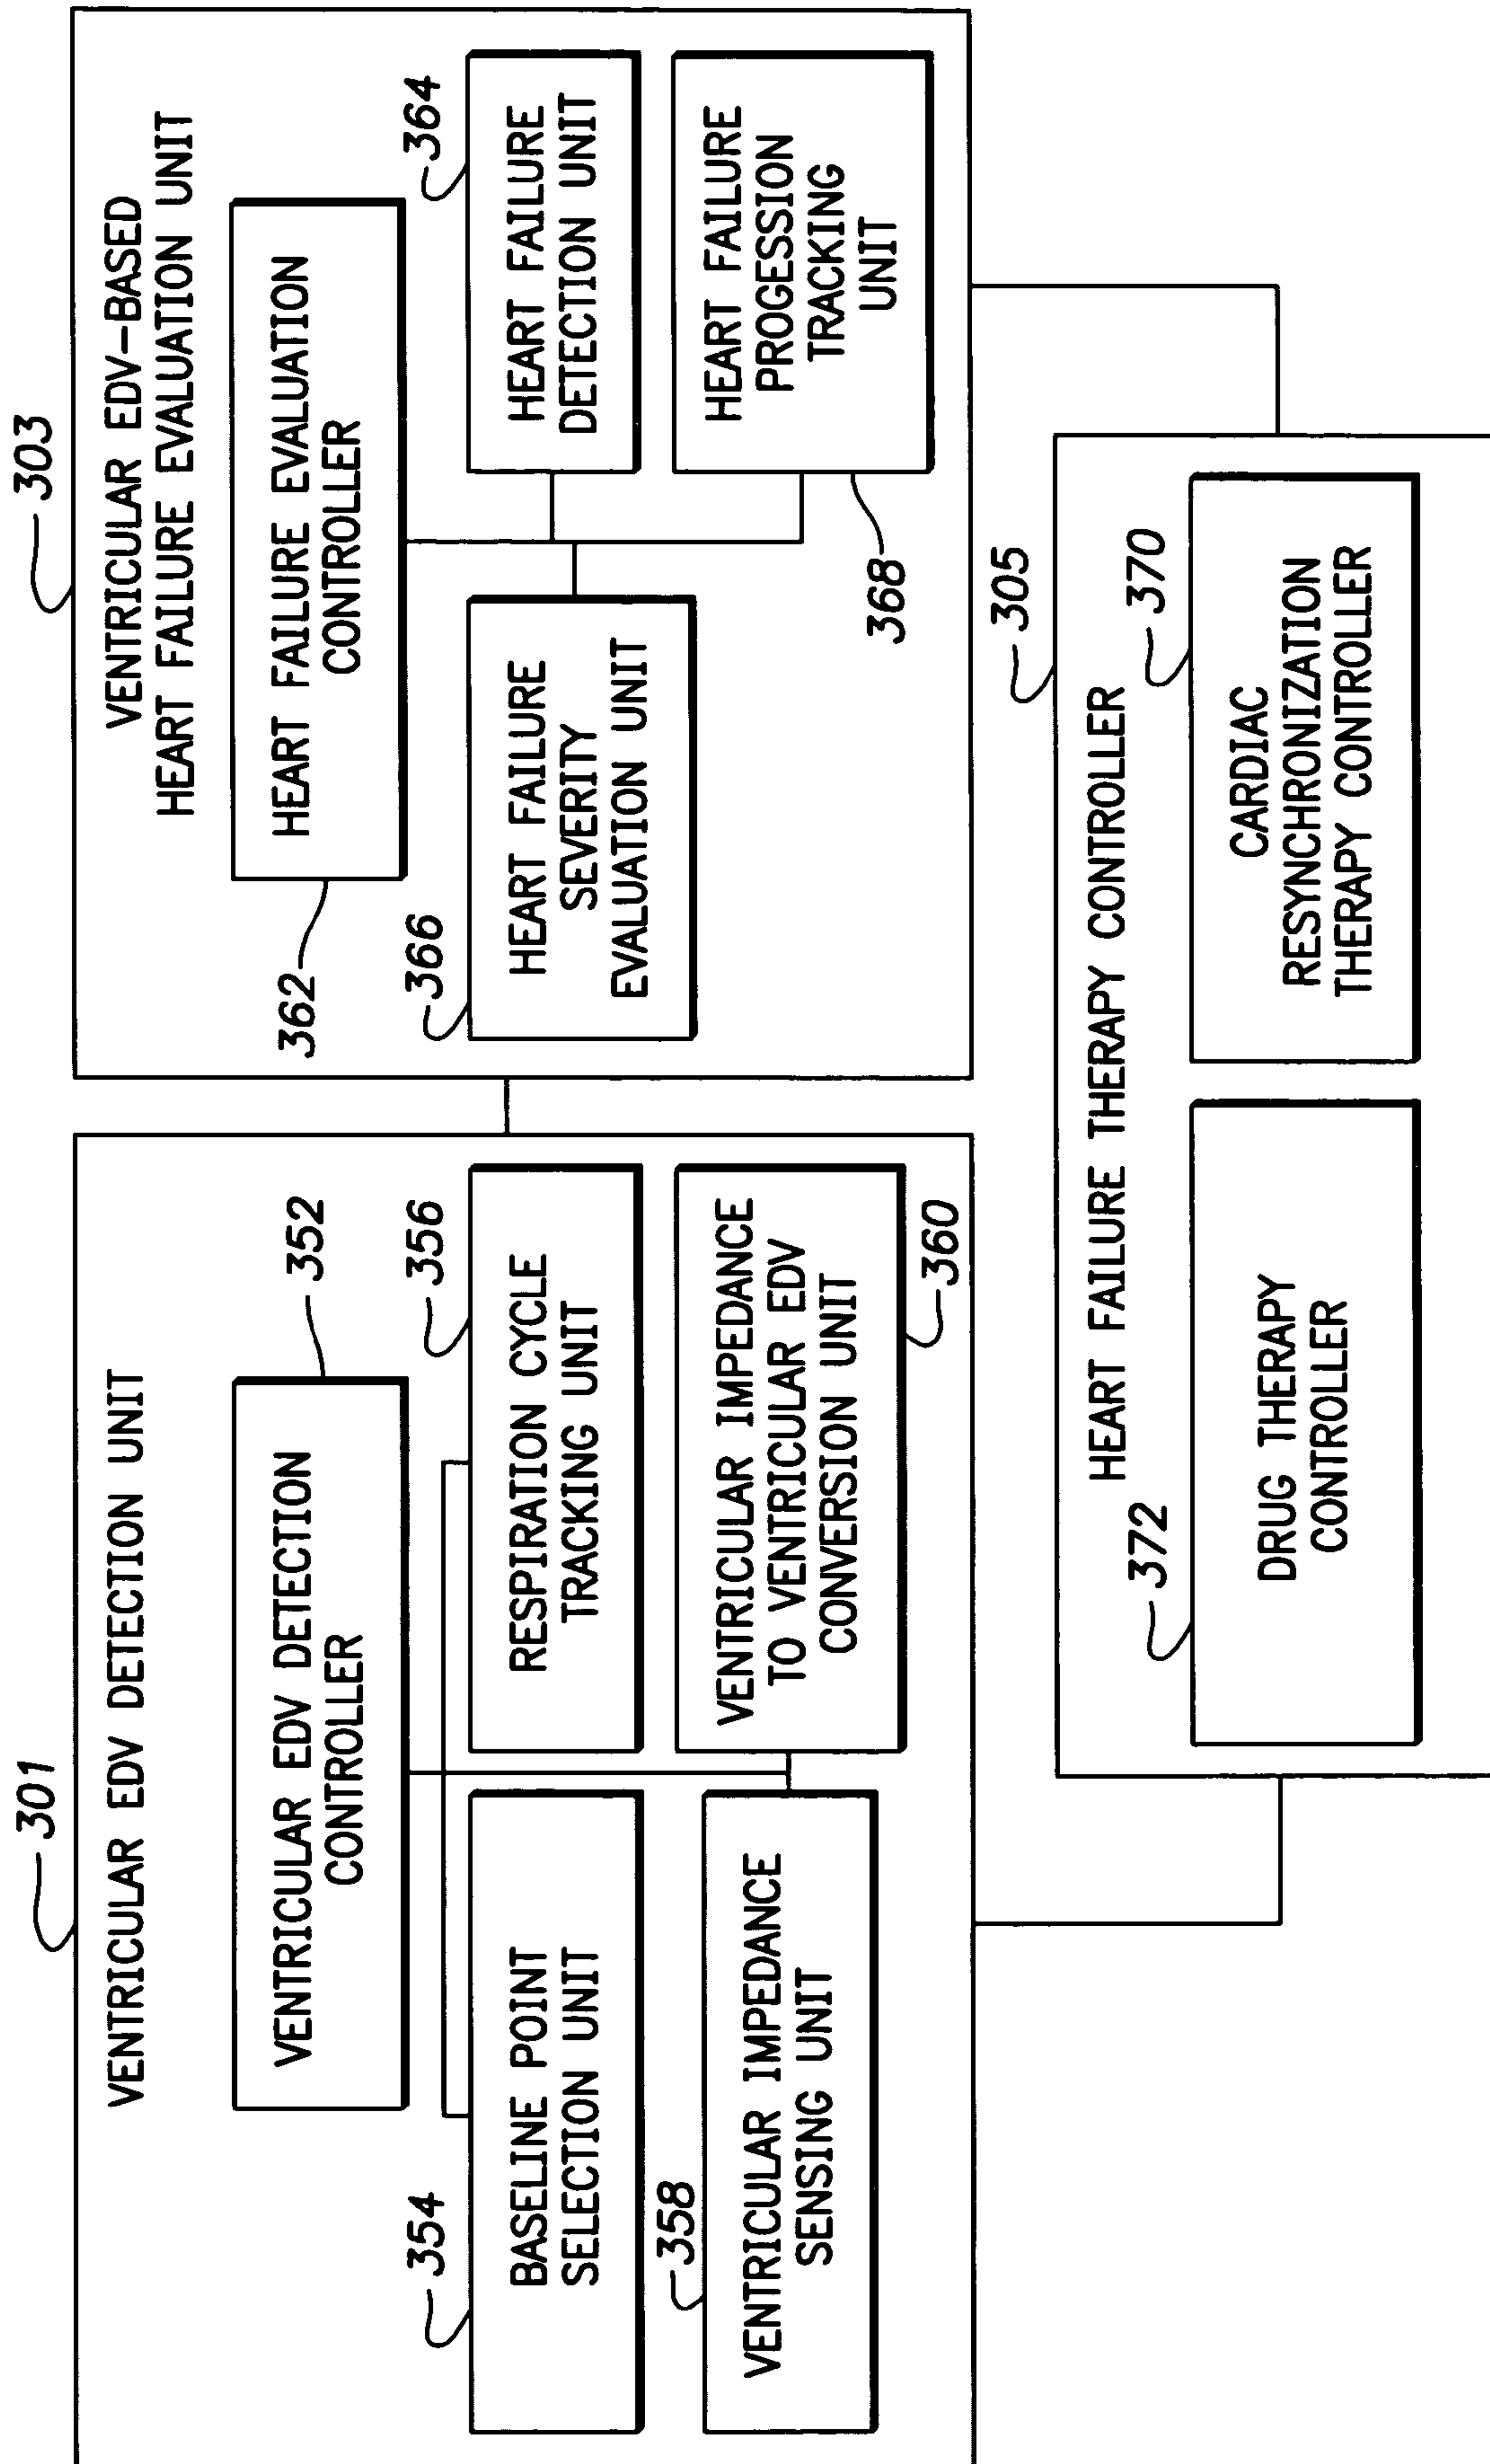 301
VENTRICULAR EDV DETECTION UNIT
VENTRICULAR EDV DETECTION
CONTROLLER
352
354
BASELINE POINT
SELECTION UNIT
356
RESPIRATION CYCLE
TRACKING UNIT
358
VENTRICULAR IMPEDANCE
SENSING UNIT
VENTRICULAR IMPEDANCE
TO VENTRICULAR EDV
CONVERSION UNIT
360
303
VENTRICULAR EDV-BASED
HEART FAILURE EVALUATION UNIT
HEART FAILURE EVALUATION
CONTROLLER
362
366
HEART FAILURE
SEVERITY
EVALUATION UNIT
364
HEART FAILURE
DETECTION UNIT
HEART FAILURE
PROGESSION
TRACKING
UNIT
368
305
HEART FAILURE THERAPY CONTROLLER
372
DRUG THERAPY
CONTROLLER
370
CARDIAC
RESYNCHRONIZATION
THERAPY CONTROLLER